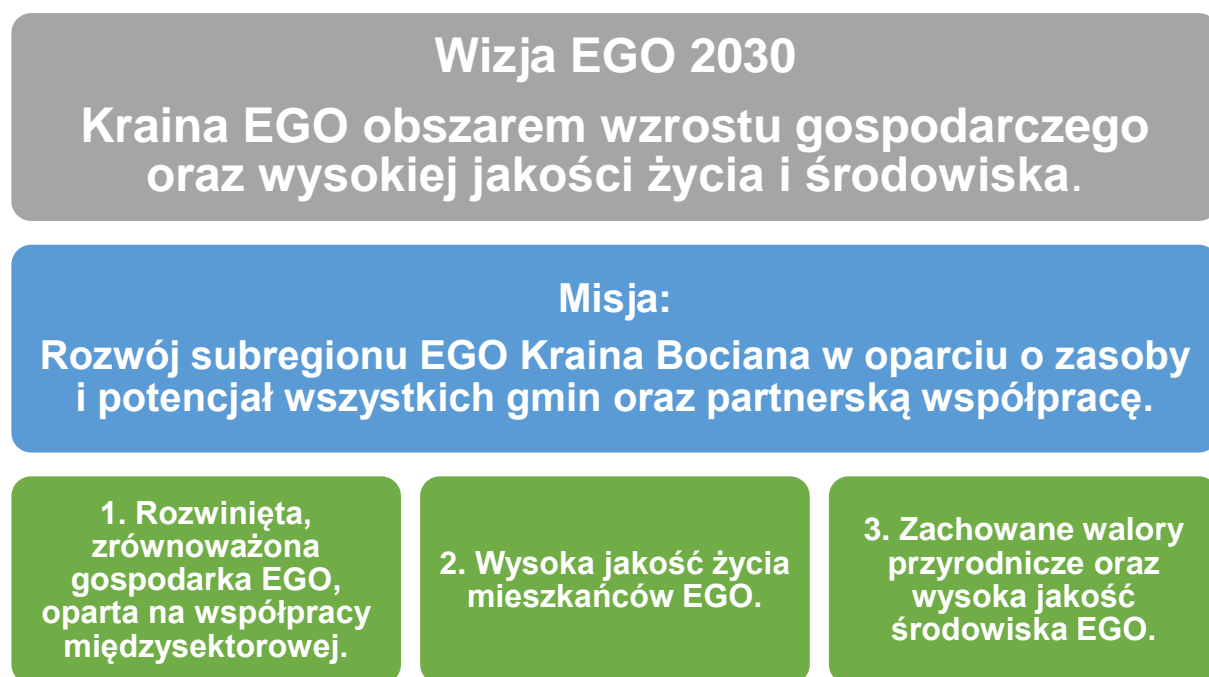 Wizja EGO 2030
Kraina EGO obszarem wzrostu gospodarczego
oraz wysokiej jakości życia i środowiska.
Misja:
Rozwój subregionu EGO Kraina Bociana w oparciu o zasoby
i potencjał wszystkich gmin oraz partnerską współpracę.
1. Rozwinięta,
zrównoważona
gospodarka EGO,
oparta na współpracy
międzysektorowej.
2. Wysoka jakość życia
mieszkańców EGO.
3. Zachowane walory
przyrodnicze oraz
wysoka jakość
środowiska EGO.